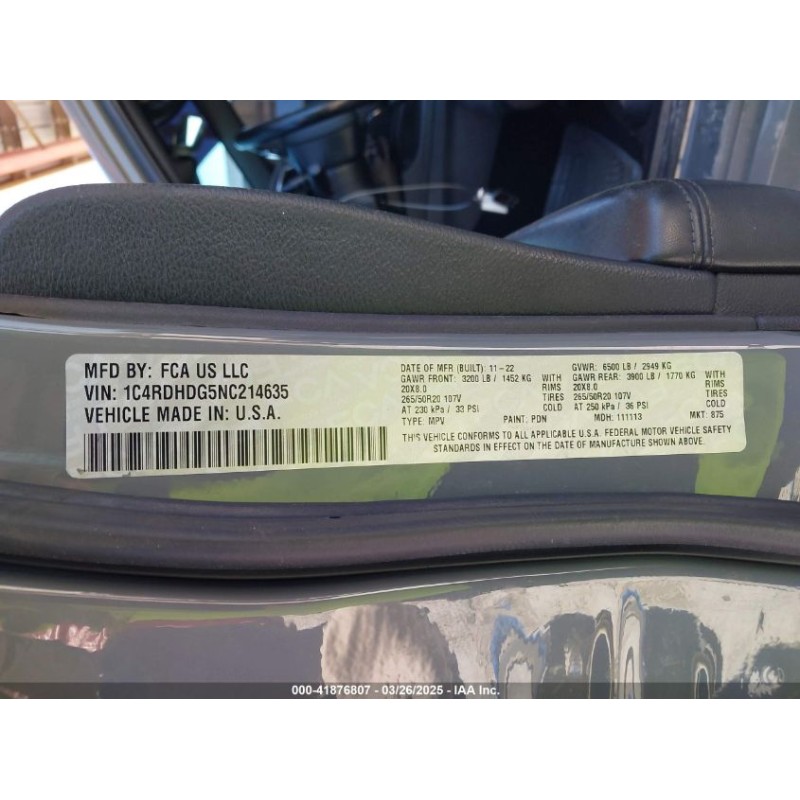 MFD BY: FCA US LLC
VIN: 1C4RDHDG5NC214635
VEHICLE MADE IN: U.S.A.
DATE OF MFR (BUILT): 11-22 GVWR: 6500 LB / 2949 KG
GAWR FRONT: 3200 LB / 1452 KG WITH GAWR REAR: 3900 LB / 1770 KG WITH
20X8.0 RIMS 20X8.0 RIMS
265/50R20 107V TIRES 265/50R20 107V TIRES
AT 230 kPa / 33 PSI COLD AT 250 kPa / 36 PSI COLD
TYPE: MPV PAINT: PDN MDH: 111113 MKT: 875
THIS VEHICLE CONFORMS TO ALL APPLICABLE U.S.A. FEDERAL MOTOR VEHICLE SAFETY
STANDARDS IN EFFECT ON THE DATE OF MANUFACTURE SHOWN ABOVE.
000-41876807 - 03/26/2025 - IAA Inc.